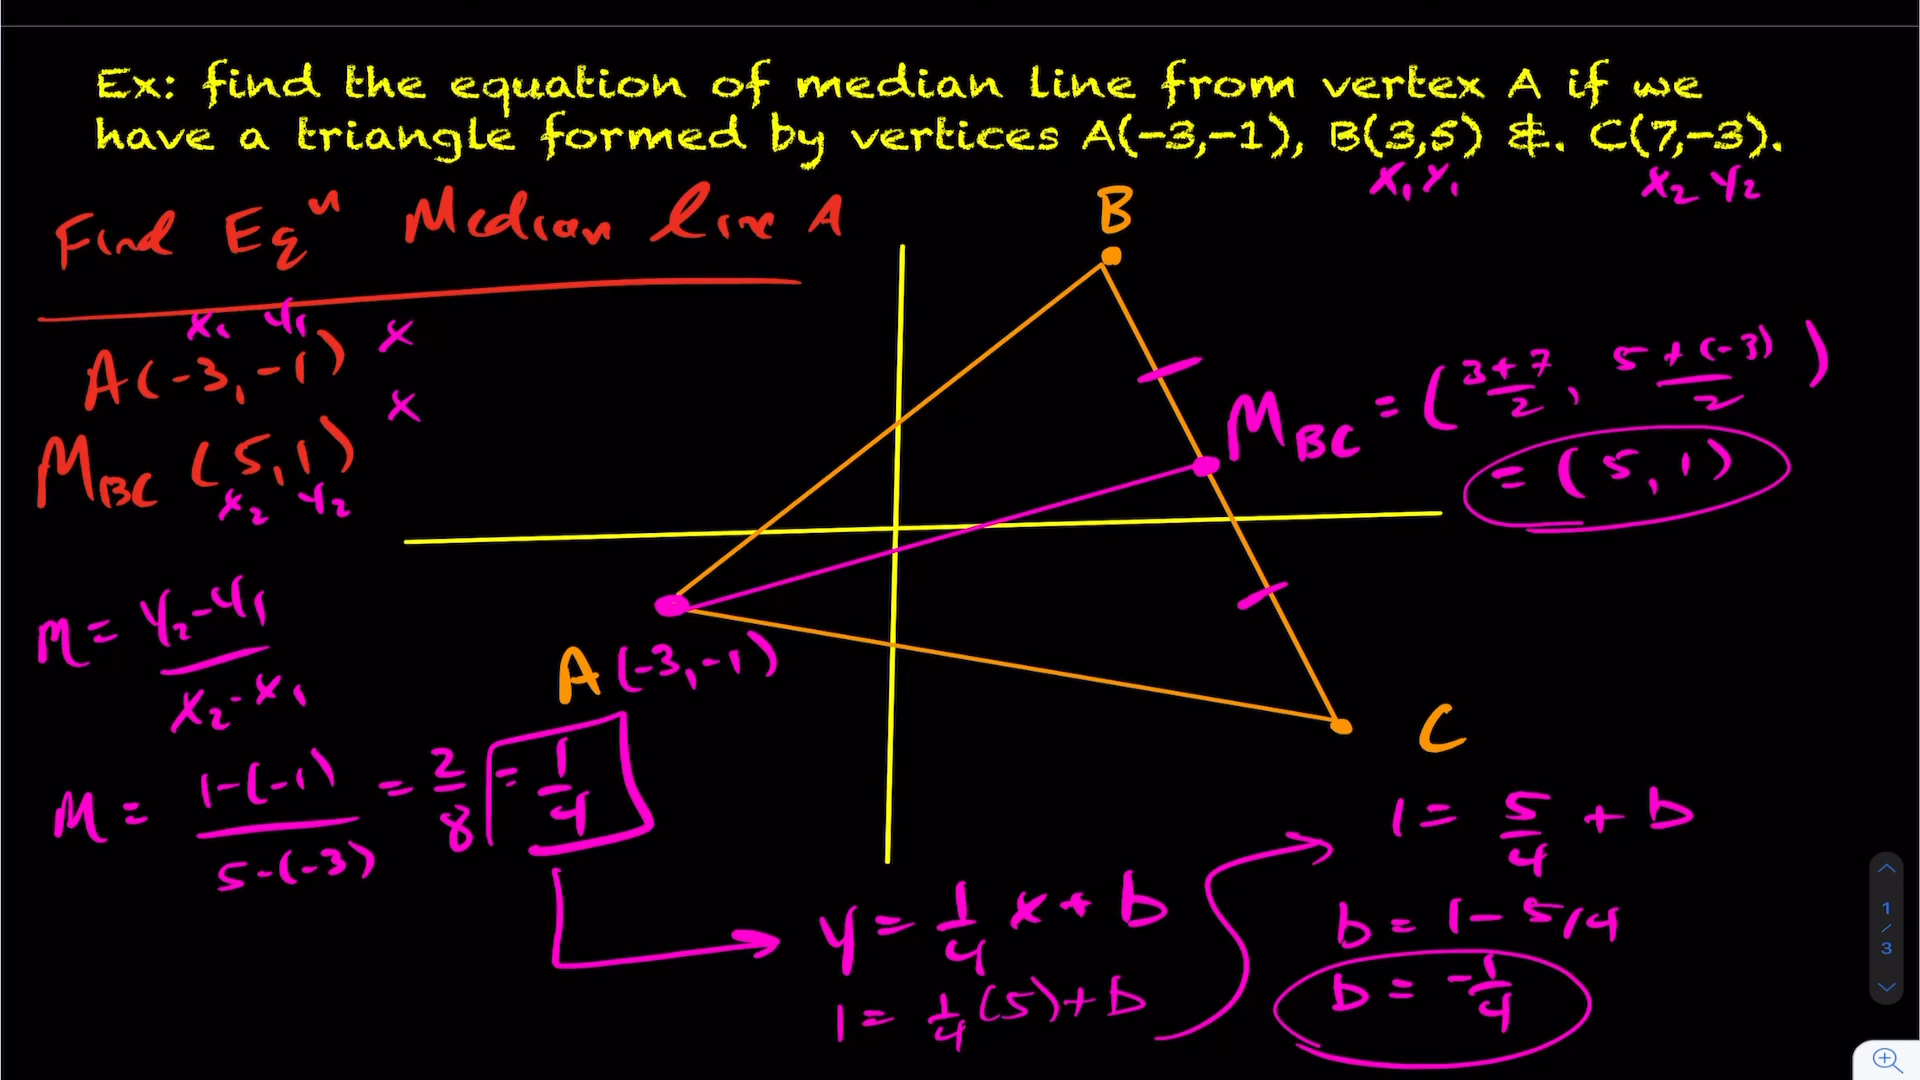 Ex: find the equation of median line from vertex A if we
have a triangle formed by vertices A(-3,-1), B(3,5) &. C(7,-3).
x₁ y₁ x₂ y₂
Find Eqⁿ Median line A
B
x₁ y₁
A(-3,-1) x
M_BC (5,1) x
x₂ y₂
M_BC = (3+7/2, 5+(-3)/2)
= (5,1)
m = y₂-y₁/x₂-x₁
A(-3,-1)
C
m = 1-(-1)/5-(-3) = 2/8 = 1/4
y = 1/4 x + b
1 = 1/4 (5) + b
1 = 5/4 + b
b = 1 - 5/4
b = -1/4
1
/
3